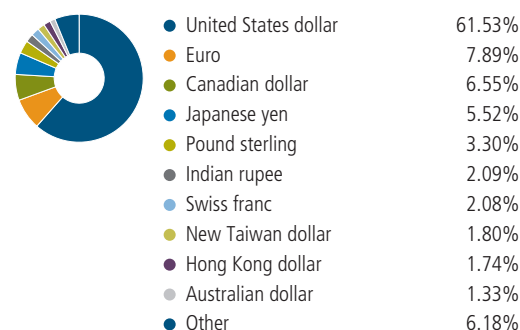 United States dollar 61.53%
Euro 7.89%
Canadian dollar 6.55%
Japanese yen 5.52%
Pound sterling 3.30%
Indian rupee 2.09%
Swiss franc 2.08%
New Taiwan dollar 1.80%
Hong Kong dollar 1.74%
Australian dollar 1.33%
Other 6.18%